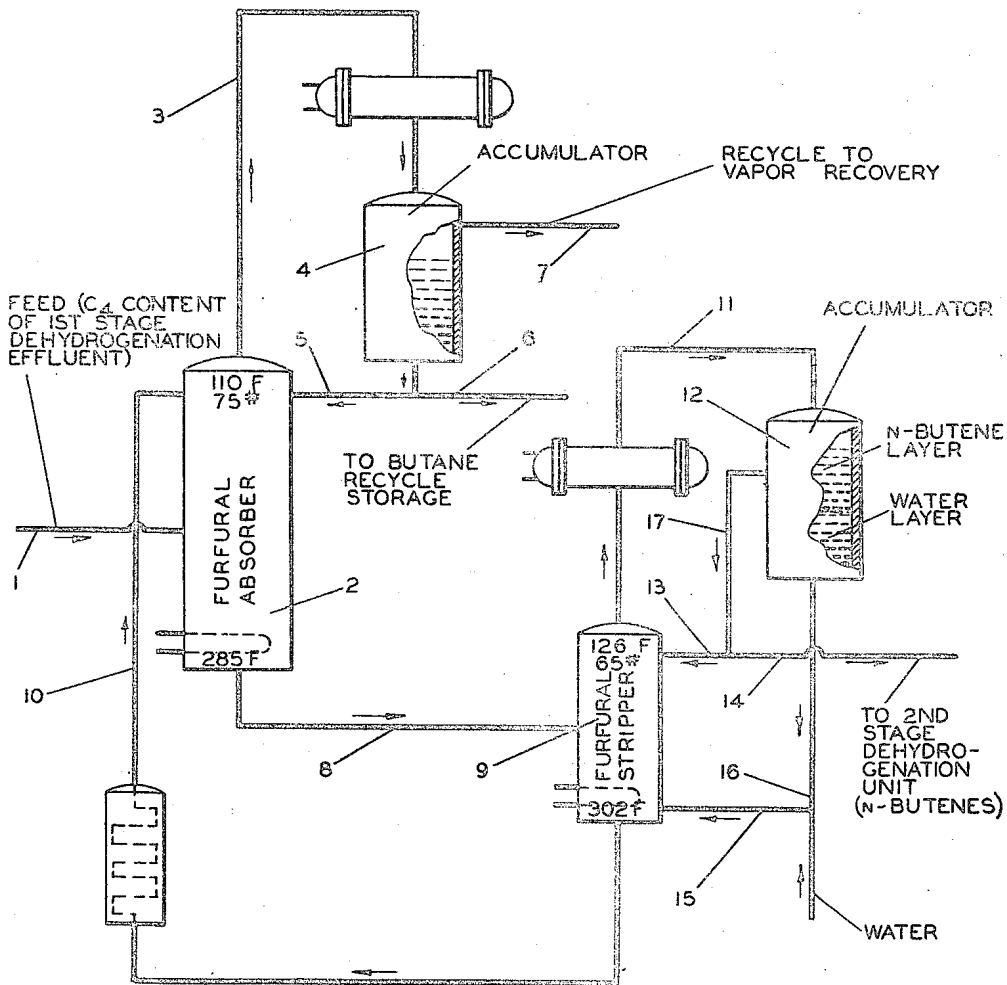 3
ACCUMULATOR
RECYCLE TO
VAPOR RECOVERY
4
7
FEED (C4 CONTENT
OF 1ST STAGE
DEHYDROGENATION
EFFLUENT)
5
6
11
ACCUMULATOR
110 F
75#
12
N-BUTENE
LAYER
TO BUTANE
RECYCLE
STORAGE
WATER
LAYER
17
FURFURAL
ABSORBER
1
2
13
285 F
126 F
65#
10
14
FURFURAL
STRIPPER
TO 2ND
STAGE
DEHYDRO-
GENATION
UNIT
(N-BUTENES)
8
9
16
302 F
15
WATER